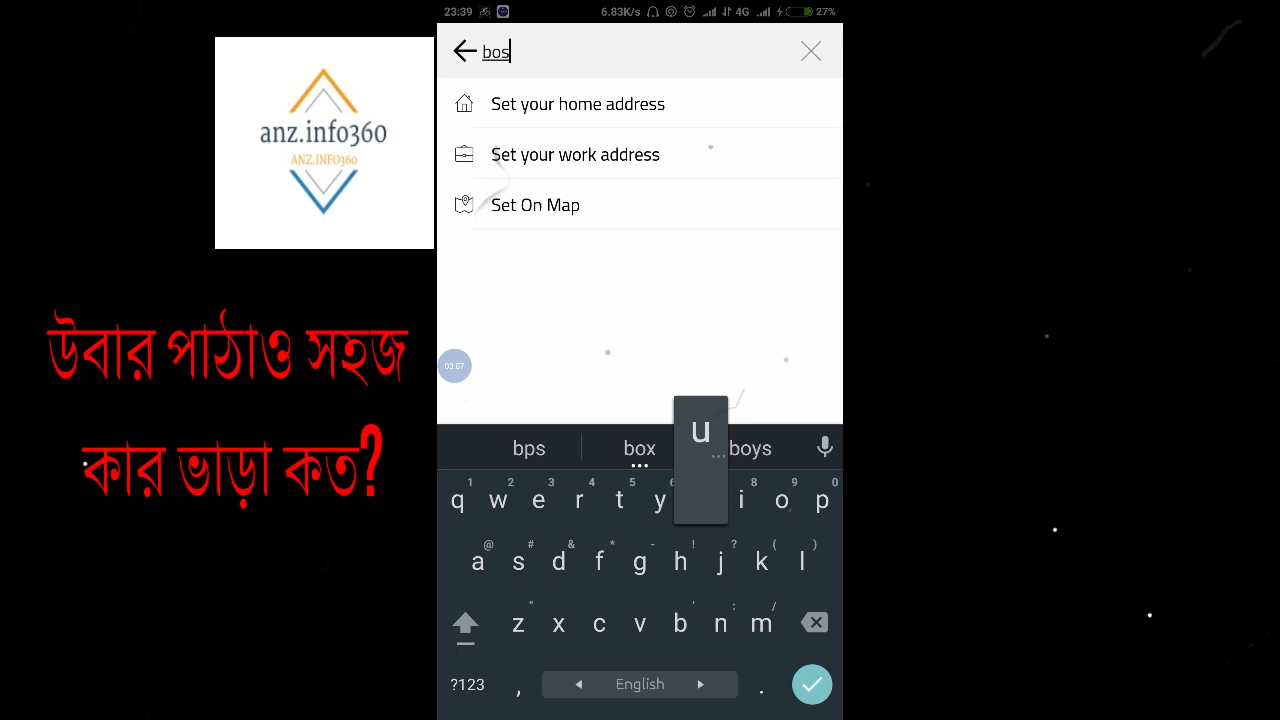 23:39
6.83K/s
4G
27%
bos
Set your home address
Set your work address
Set On Map
anz.info360
ANZ.INFO360
উবার পাঠাও সহজ
কার ভাড়া কত?
03:07
u
bps box boys
1 2 3 4 5 6 8 9 0
q w e r t y i o p
@ # & * - ! ? ( )
a s d f g h j k l
" ' : /
z x c v b n m
?123 , English .